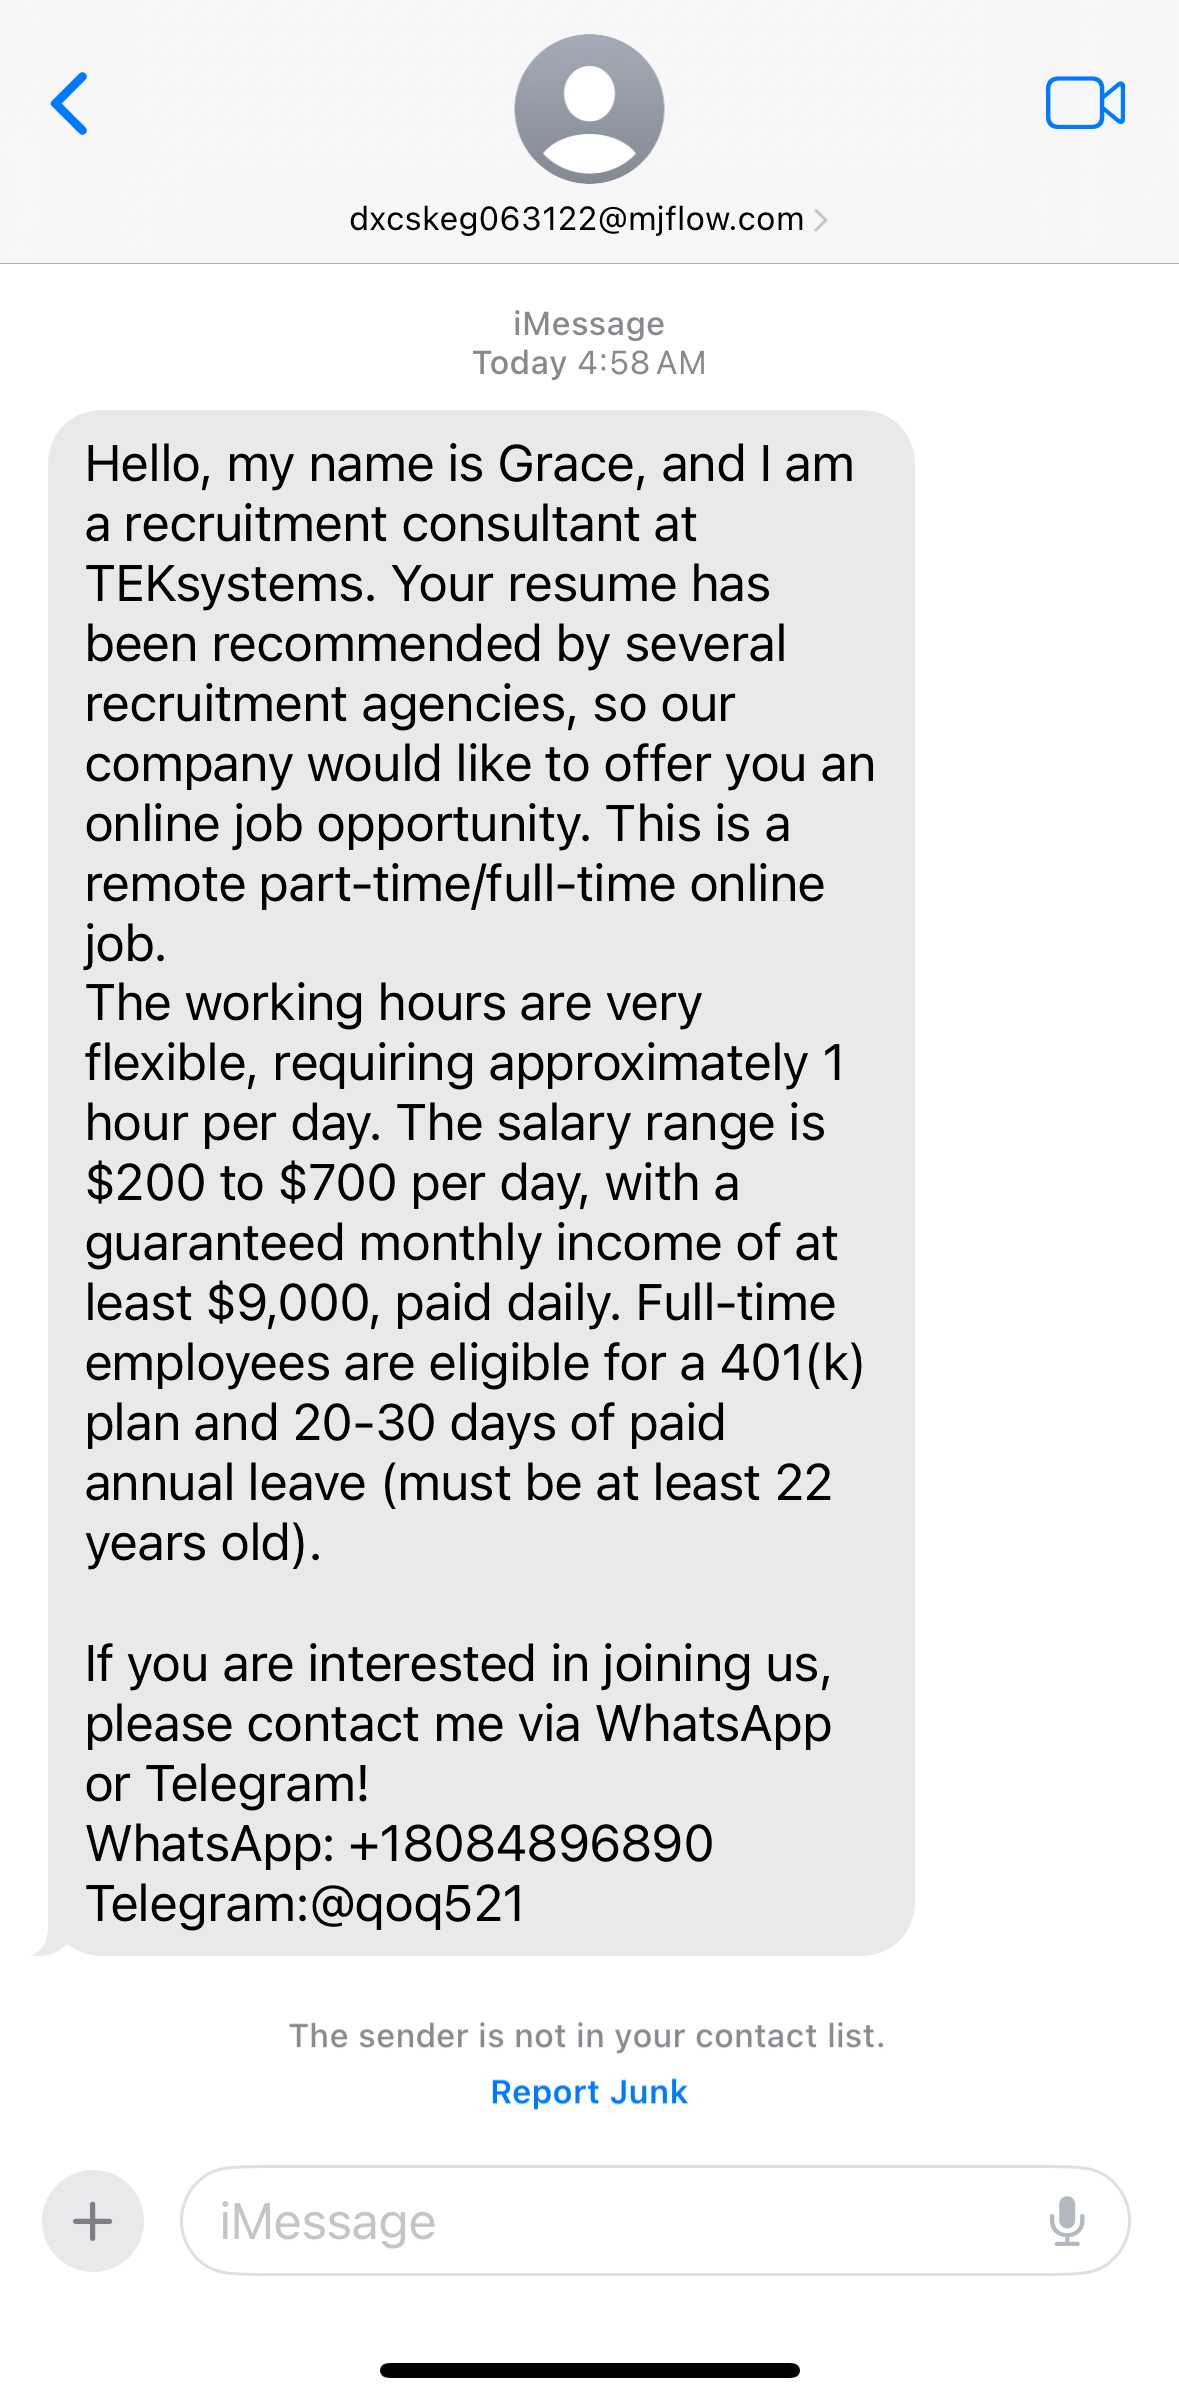 dxcskeg063122@mjflow.com
iMessage
Today 4:58 AM
Hello, my name is Grace, and I am
a recruitment consultant at
TEKsystems. Your resume has
been recommended by several
recruitment agencies, so our
company would like to offer you an
online job opportunity. This is a
remote part-time/full-time online
job.
The working hours are very
flexible, requiring approximately 1
hour per day. The salary range is
$200 to $700 per day, with a
guaranteed monthly income of at
least $9,000, paid daily. Full-time
employees are eligible for a 401(k)
plan and 20-30 days of paid
annual leave (must be at least 22
years old).
If you are interested in joining us,
please contact me via WhatsApp
or Telegram!
WhatsApp: +18084896890
Telegram:@qoq521
The sender is not in your contact list.
Report Junk
iMessage